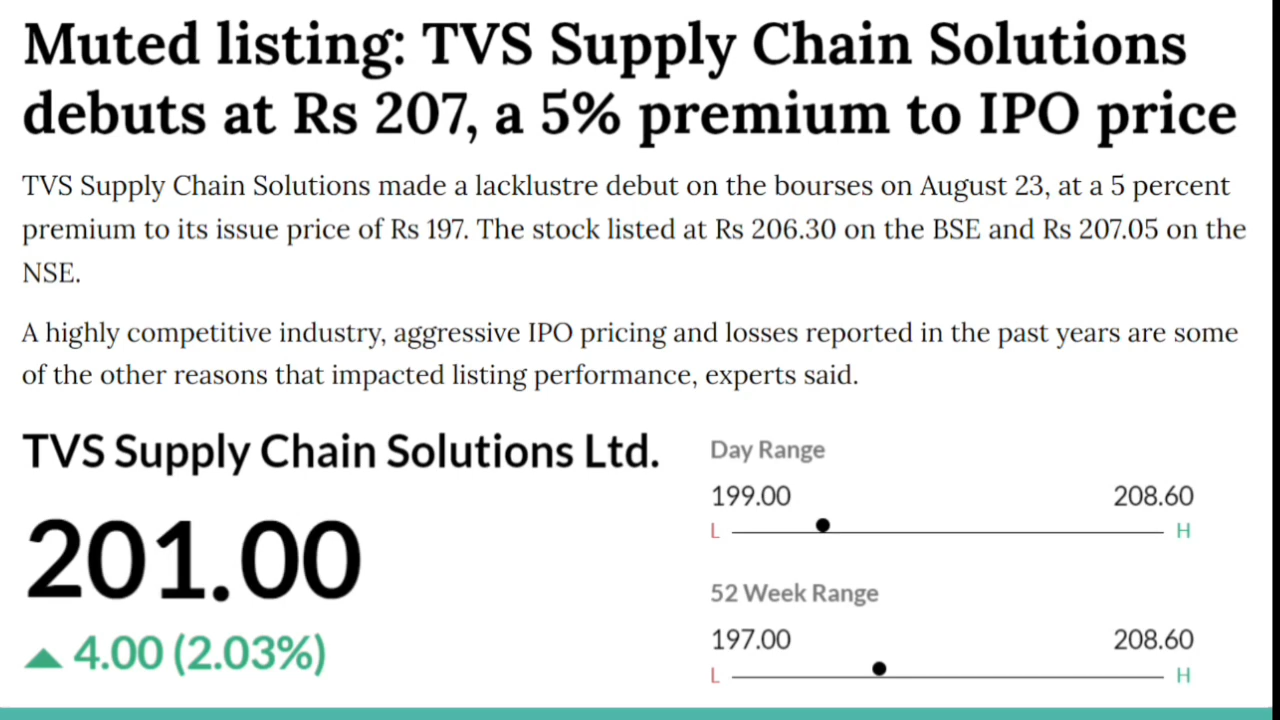 Muted listing: TVS Supply Chain Solutions
debuts at Rs 207, a 5% premium to IPO price
TVS Supply Chain Solutions made a lacklustre debut on the bourses on August 23, at a 5 percent
premium to its issue price of Rs 197. The stock listed at Rs 206.30 on the BSE and Rs 207.05 on the
NSE.
A highly competitive industry, aggressive IPO pricing and losses reported in the past years are some
of the other reasons that impacted listing performance, experts said.
TVS Supply Chain Solutions Ltd.
201.00
▲ 4.00 (2.03%)
Day Range
199.00 208.60
L H
52 Week Range
197.00 208.60
L H